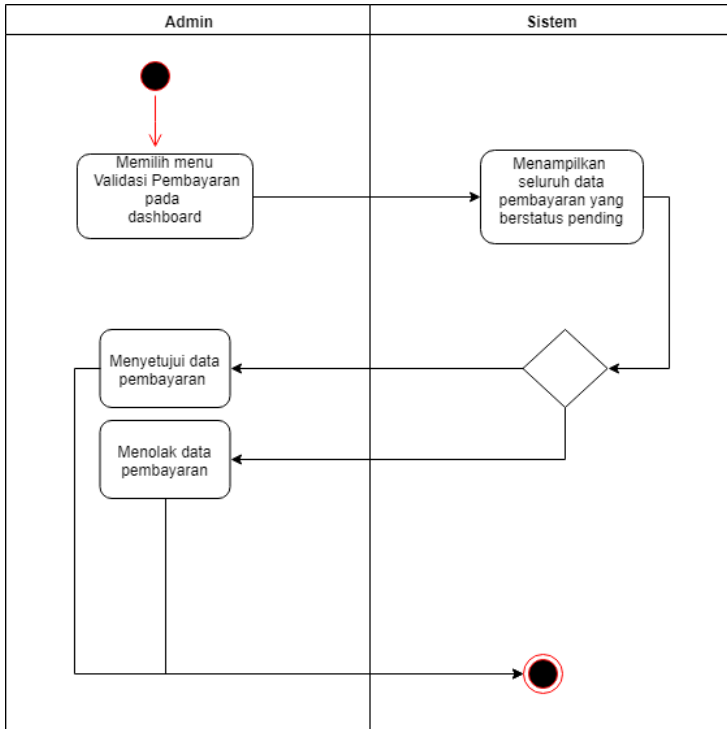 Admin
Sistem
Memilih menu
Validasi Pembayaran
pada
dashboard
Menampilkan
seluruh data
pembayaran yang
berstatus pending
Menyetujui data
pembayaran
Menolak data
pembayaran